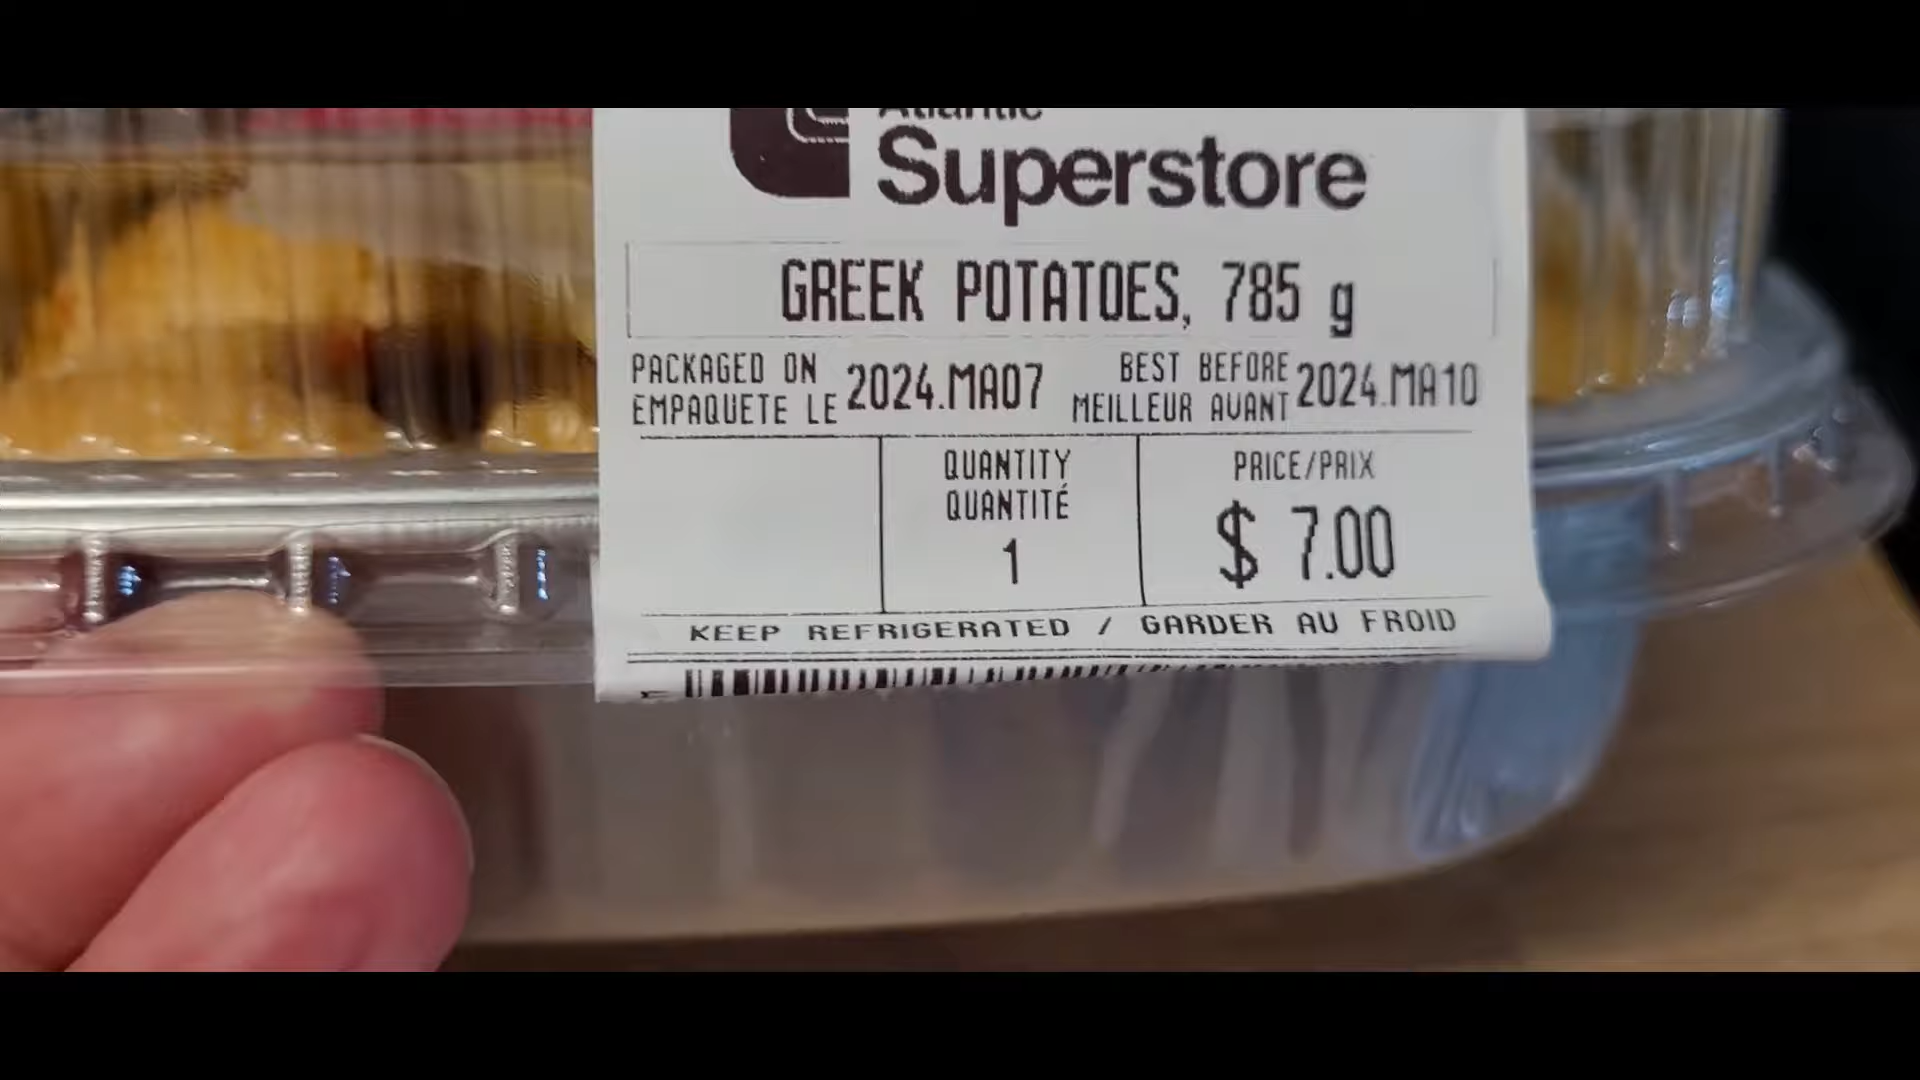 Atlantic
Superstore
GREEK POTATOES, 785 g
PACKAGED ON 2024.MA07 BEST BEFORE 2024.MA10
EMPAQUETE LE MEILLEUR AVANT
QUANTITY PRICE/PRIX
QUANTITÉ
1 $ 7.00
KEEP REFRIGERATED / GARDER AU FROID